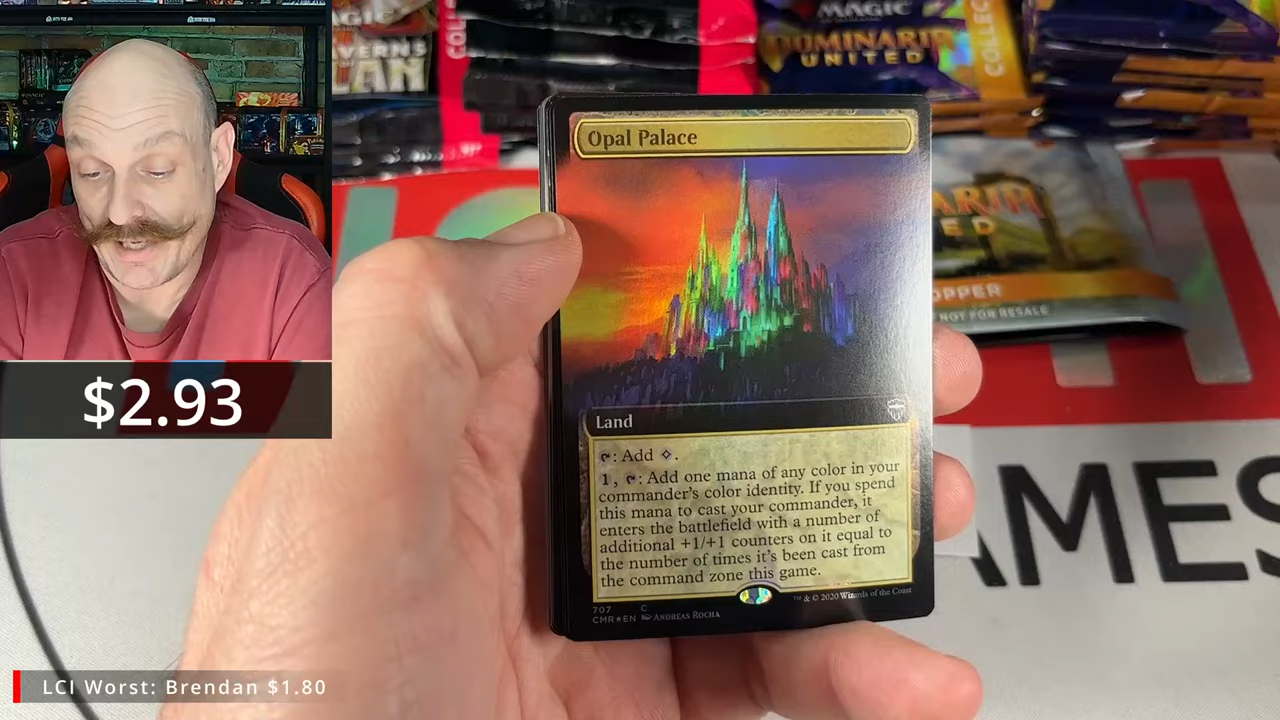 MAGIC
DOMINARIA
UNITED
COLLEC
Opal Palace
OPPER
NOT FOR RESALE
$2.93
Land
: Add .
1, : Add one mana of any color in your
commander's color identity. If you spend
this mana to cast your commander, it
enters the battlefield with a number of
additional +1/+1 counters on it equal to
the number of times it's been cast from
the command zone this game.
707 C
CMR★EN ANDREAS ROCHA
™ & © 2020 Wizards of the Coast
AMES
LCI Worst: Brendan $1.80